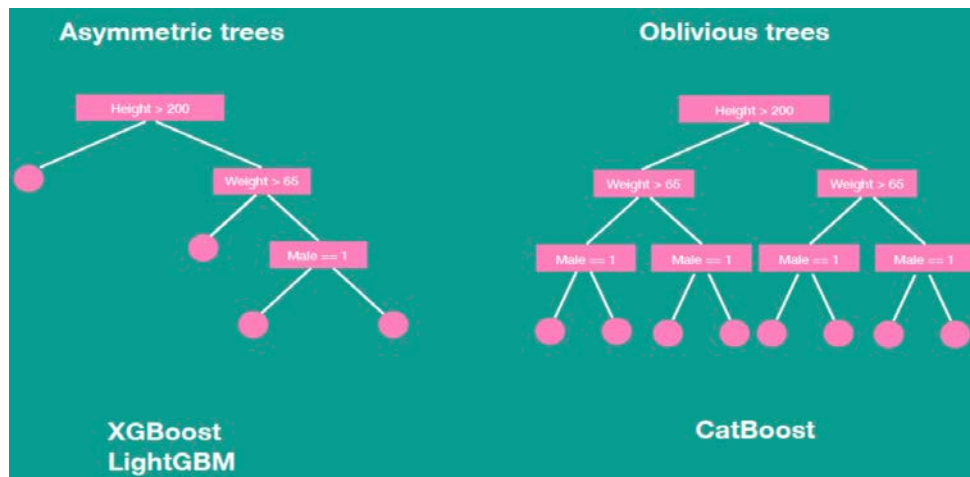 Asymmetric trees
Height > 200
Weight > 65
Male == 1
XGBoost
LightGBM
Oblivious trees
Height > 200
Weight > 65 Weight > 65
Male == 1 Male == 1 Male == 1 Male == 1
CatBoost